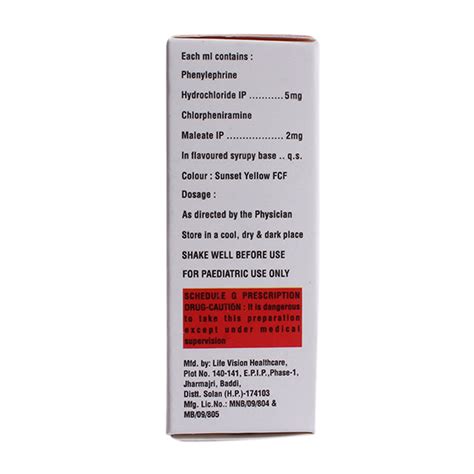 Each ml contains :
Phenylephrine
Hydrochloride IP ........... 5mg
Chlorpheniramine
Maleate IP .................... 2mg
In flavoured syrupy base .. q.s.
Colour : Sunset Yellow FCF
Dosage :
As directed by the Physician
Store in a cool, dry & dark place
SHAKE WELL BEFORE USE
FOR PAEDIATRIC USE ONLY
SCHEDULE G PRESCRIPTION
DRUG-CAUTION : It is dangerous
to take this preparation
except under medical
supervision
Mfd. by: Life Vision Healthcare,
Plot No. 140-141, E.P.I.P.,Phase-1,
Jharmajri, Baddi,
Distt. Solan (H.P.)-174103
Mfg. Lic.No.: MNB/09/804 &
MB/09/805